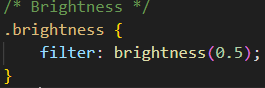 /* Brightness */
.brightness {
    filter: brightness(0.5);
}